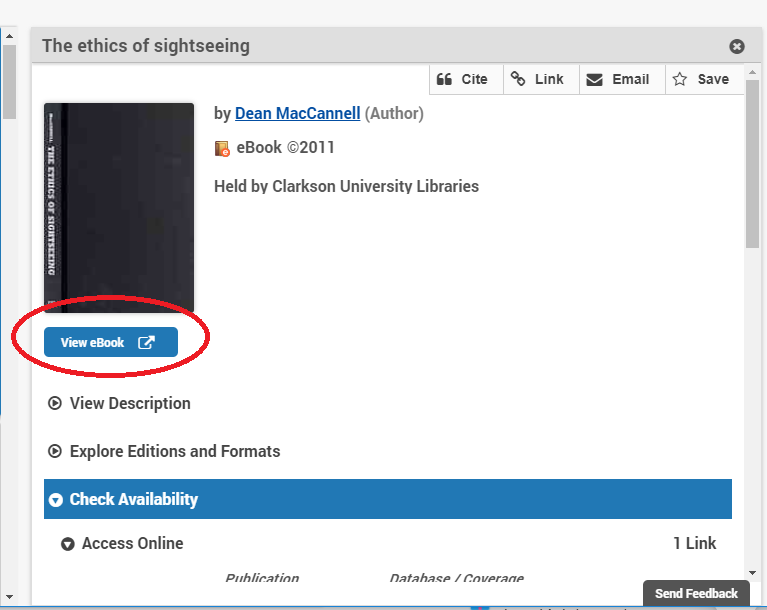 The ethics of sightseeing
Cite
Link
Email
Save
by Dean MacCannell (Author)
eBook ©2011
Held by Clarkson University Libraries
MACCANNELL THE ETHICS OF SIGHTSEEING
View eBook
View Description
Explore Editions and Formats
Check Availability
Access Online
1 Link
Publication
Database / Coverage
Send Feedback